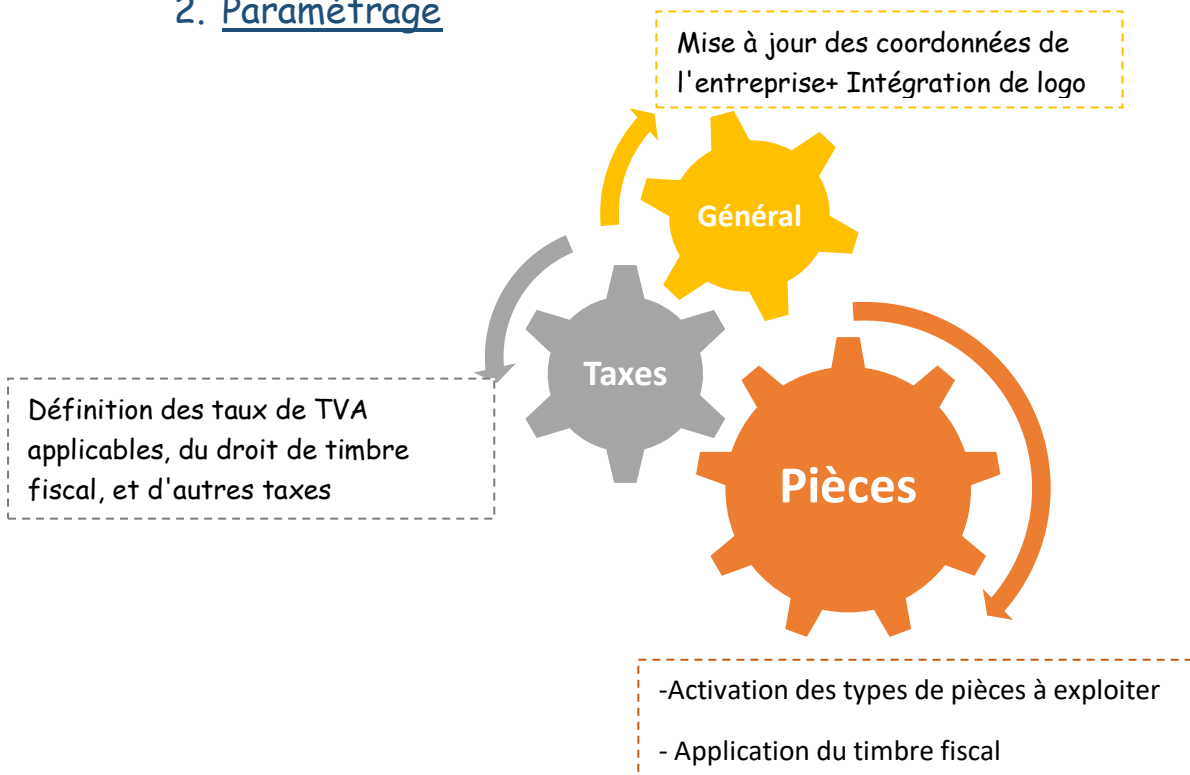 2. Paramétrage
Mise à jour des coordonnées de
l'entreprise+ Intégration de logo
Général
Taxes
Définition des taux de TVA
applicables, du droit de timbre
fiscal, et d'autres taxes
Pièces
-Activation des types de pièces à exploiter
- Application du timbre fiscal